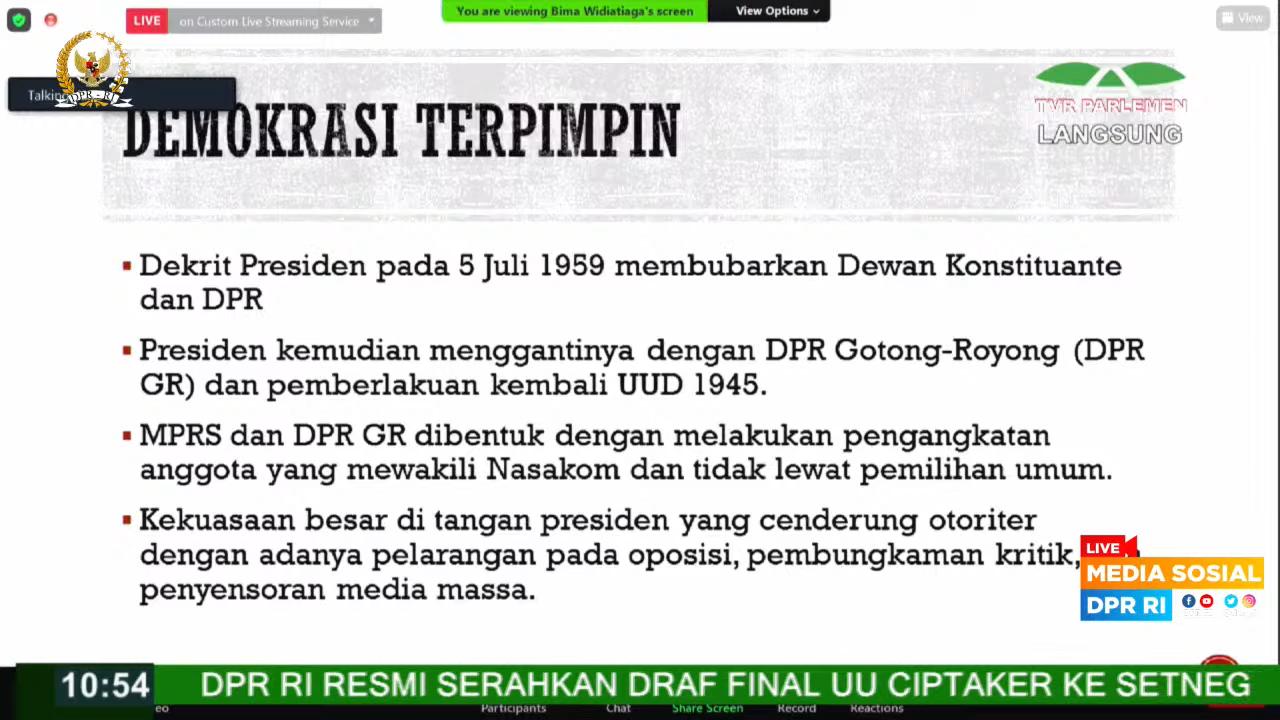 LIVE on Custom Live Streaming Service
You are viewing Bima Widiatiaga's screen View Options
View
Talking
DPR - RI
TVR PARLEMEN
LANGSUNG
DEMOKRASI TERPIMPIN
Dekrit Presiden pada 5 Juli 1959 membubarkan Dewan Konstituante
dan DPR
Presiden kemudian menggantinya dengan DPR Gotong-Royong (DPR
GR) dan pemberlakuan kembali UUD 1945.
MPRS dan DPR GR dibentuk dengan melakukan pengangkatan
anggota yang mewakili Nasakom dan tidak lewat pemilihan umum.
Kekuasaan besar di tangan presiden yang cenderung otoriter
dengan adanya pelarangan pada oposisi, pembungkaman kritik,
penyensoran media massa.
LIVE
MEDIA SOSIAL
DPR RI
10:54 DPR RI RESMI SERAHKAN DRAF FINAL UU CIPTAKER KE SETNEG
Participants Chat Share Screen Record Reactions